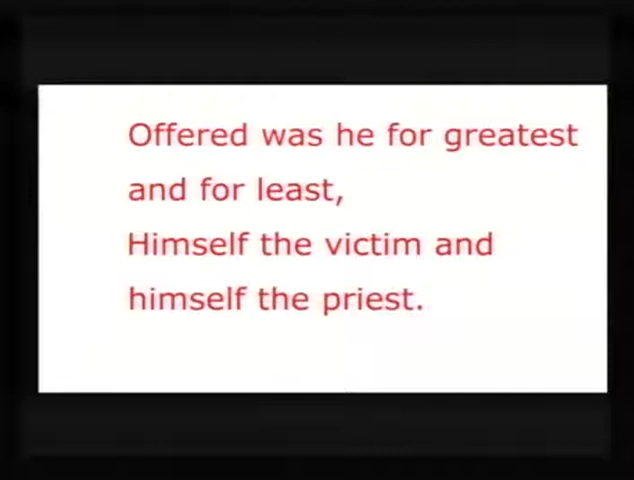 Offered was he for greatest
and for least,
Himself the victim and
himself the priest.